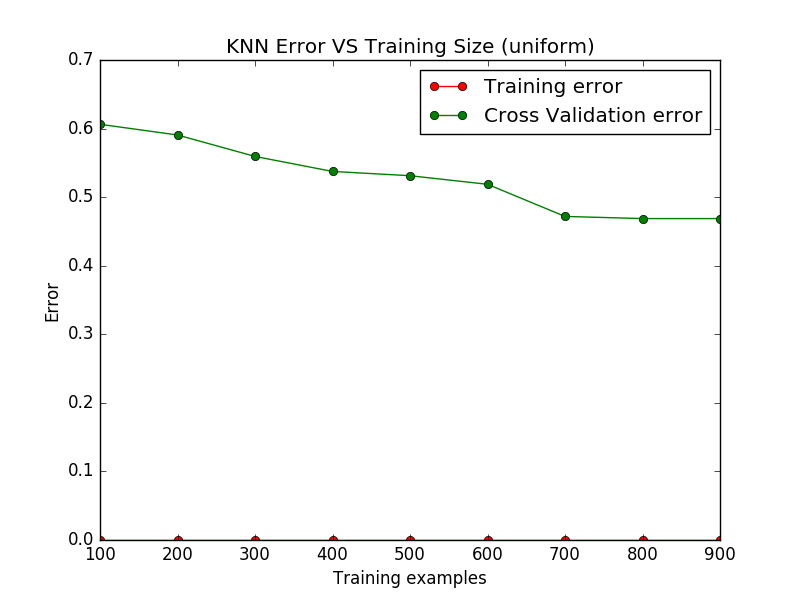 KNN Error VS Training Size (uniform)
Training error
Cross Validation error
0.7
0.6
0.5
0.4
0.3
0.2
0.1
0.0
Error
100 200 300 400 500 600 700 800 900
Training examples